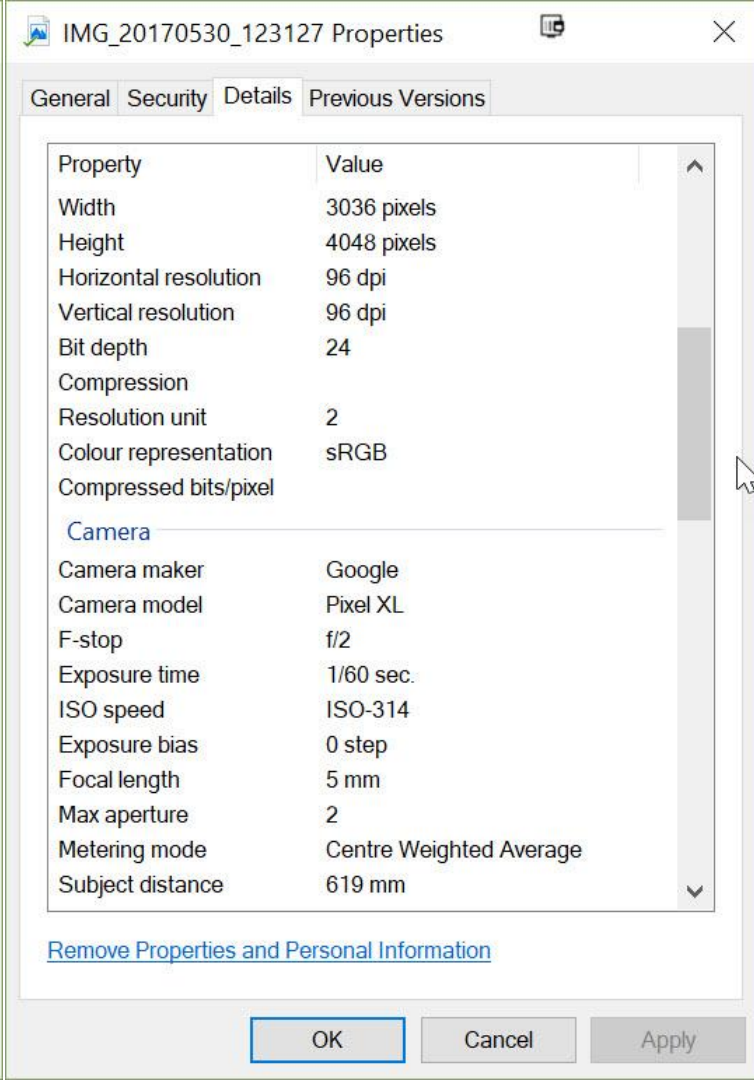 IMG_20170530_123127 Properties
General Security Details Previous Versions
Property Value
Width 3036 pixels
Height 4048 pixels
Horizontal resolution 96 dpi
Vertical resolution 96 dpi
Bit depth 24
Compression
Resolution unit 2
Colour representation sRGB
Compressed bits/pixel
Camera
Camera maker Google
Camera model Pixel XL
F-stop f/2
Exposure time 1/60 sec.
ISO speed ISO-314
Exposure bias 0 step
Focal length 5 mm
Max aperture 2
Metering mode Centre Weighted Average
Subject distance 619 mm
Remove Properties and Personal Information
OK Cancel Apply